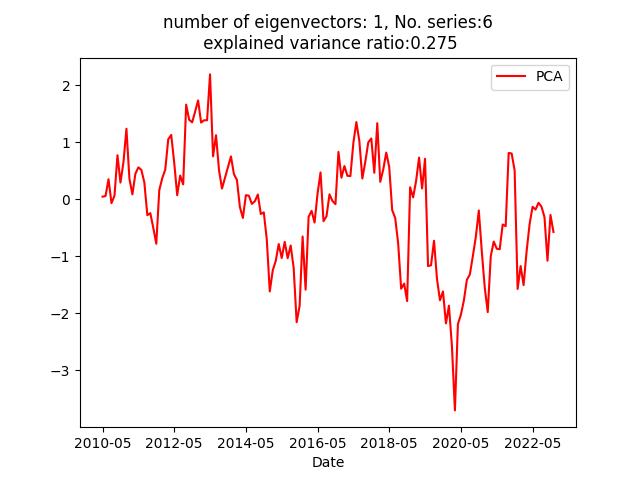 number of eigenvectors: 1, No. series:6
explained variance ratio:0.275
PCA
2
1
0
−1
−2
−3
2010-05 2012-05 2014-05 2016-05 2018-05 2020-05 2022-05
Date